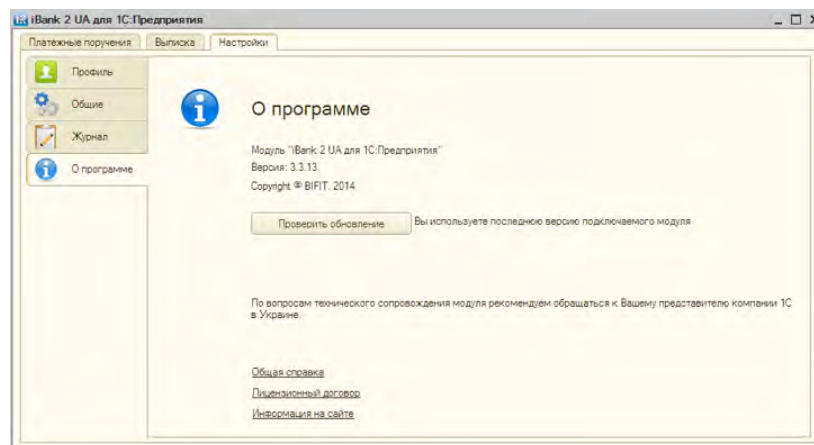 iBank 2 UA для 1С:Предприятия
Платежные поручения
Выписка
Настройки
Профиль
Общие
Журнал
О программе
О программе
Модуль "iBank 2 UA для 1С:Предприятия"
Версия: 3.3.13
Copyright © BIFIT. 2014
Проверить обновление
Вы используете последнюю версию подключаемого модуля
По вопросам технического сопровождения модуля рекомендуем обращаться к Вашему представителю компании 1С
в Украине.
Общая справка
Лицензионный договор
Информация на сайте